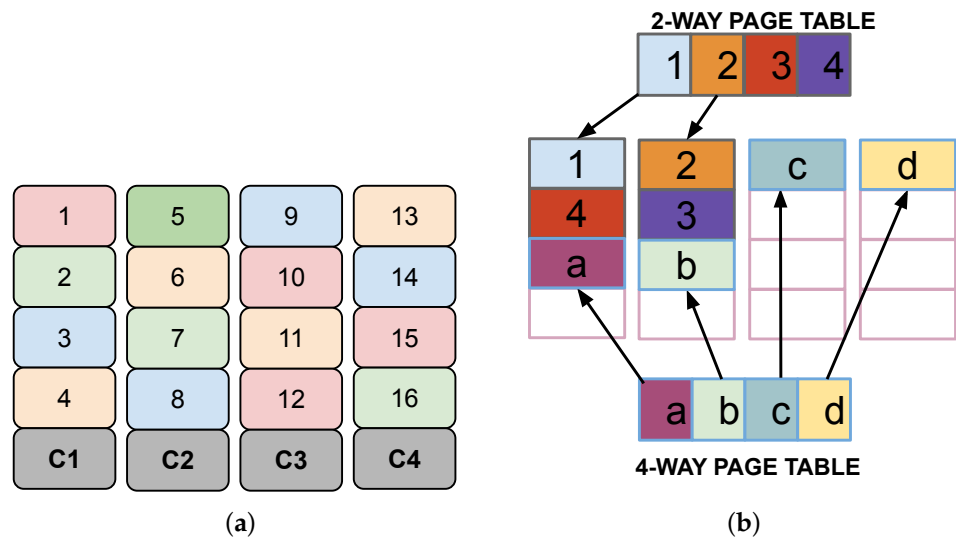 1 5 9 13
2 6 10 14
3 7 11 15
4 8 12 16
C1 C2 C3 C4
(a)
2-WAY PAGE TABLE
1 2 3 4
1 2 c d
4 3
a b
a b c d
4-WAY PAGE TABLE
(b)